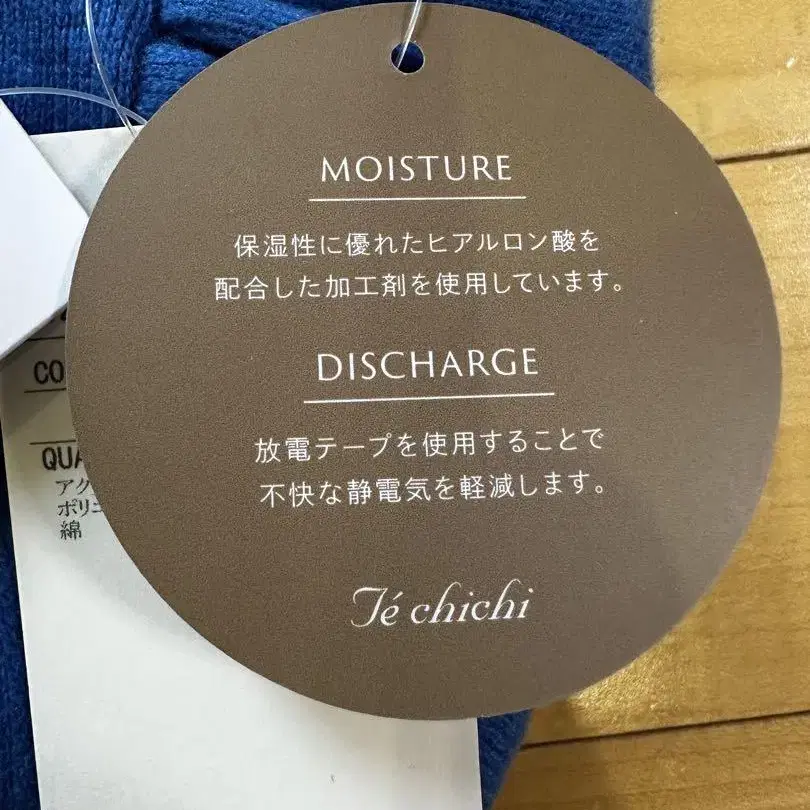 MOISTURE
保湿性に優れたヒアルロン酸を
配合した加工剤を使用しています。
DISCHARGE
放電テープを使用することで
不快な静電気を軽減します。
Té chichi
CO
QUA
アク
ポリエ
綿